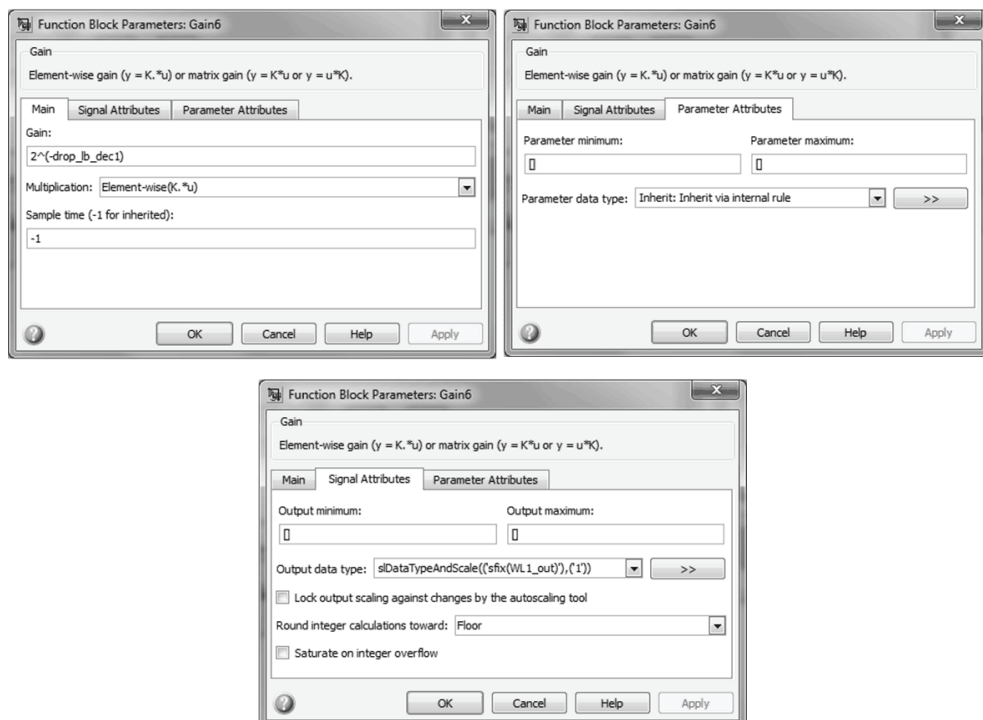 Function Block Parameters: Gain6
Gain
Element-wise gain (y = K.*u) or matrix gain (y = K*u or y = u*K).
Main Signal Attributes Parameter Attributes
Gain:
2^(-drop_lb_dec1)
Multiplication: Element-wise(K.*u)
Sample time (-1 for inherited):
-1
OK Cancel Help Apply
Function Block Parameters: Gain6
Gain
Element-wise gain (y = K.*u) or matrix gain (y = K*u or y = u*K).
Main Signal Attributes Parameter Attributes
Parameter minimum: Parameter maximum:
[] []
Parameter data type: Inherit: Inherit via internal rule >>
OK Cancel Help Apply
Function Block Parameters: Gain6
Gain
Element-wise gain (y = K.*u) or matrix gain (y = K*u or y = u*K).
Main Signal Attributes Parameter Attributes
Output minimum: Output maximum:
[] []
Output data type: slDataTypeAndScale(('sfix(WL1_out)'),('1')) >>
Lock output scaling against changes by the autoscaling tool
Round integer calculations toward: Floor
Saturate on integer overflow
OK Cancel Help Apply